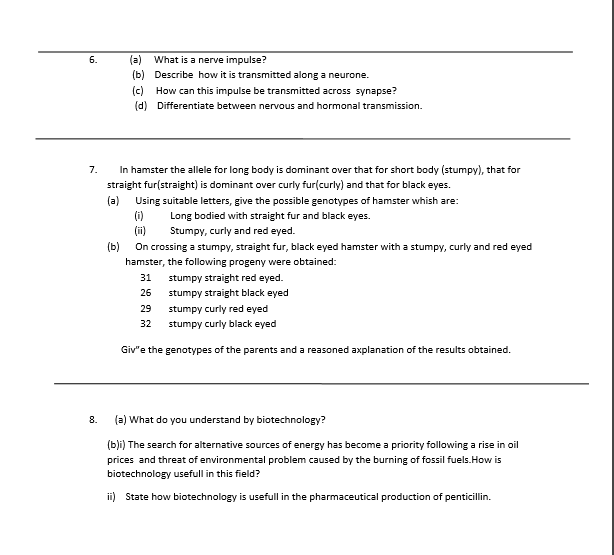 6. (a) What is a nerve impulse?
(b) Describe how it is transmitted along a neurone.
(c) How can this impulse be transmitted across synapse?
(d) Differentiate between nervous and hormonal transmission.
7. In hamster the allele for long body is dominant over that for short body (stumpy), that for
straight fur(straight) is dominant over curly fur(curly) and that for black eyes.
(a) Using suitable letters, give the possible genotypes of hamster whish are:
(i) Long bodied with straight fur and black eyes.
(ii) Stumpy, curly and red eyed.
(b) On crossing a stumpy, straight fur, black eyed hamster with a stumpy, curly and red eyed
hamster, the following progeny were obtained:
31 stumpy straight red eyed.
26 stumpy straight black eyed
29 stumpy curly red eyed
32 stumpy curly black eyed
Giv"e the genotypes of the parents and a reasoned axplanation of the results obtained.
8. (a) What do you understand by biotechnology?
(b)i) The search for alternative sources of energy has become a priority following a rise in oil
prices and threat of environmental problem caused by the burning of fossil fuels.How is
biotechnology usefull in this field?
ii) State how biotechnology is usefull in the pharmaceutical production of penticillin.